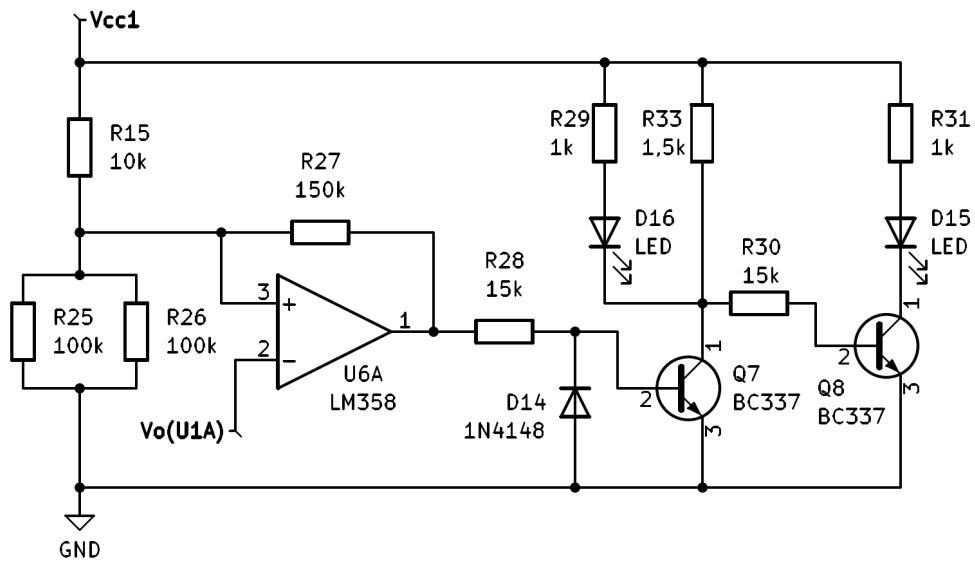 Vcc1
R15
10k
R27
150k
R29
1k
R33
1,5k
R31
1k
D16
LED
D15
LED
R25
100k
R26
100k
3
+
2
-
1
U6A
LM358
R28
15k
R30
15k
D14
1N4148
1
2
3
Q7
BC337
1
2
3
Q8
BC337
Vo(U1A)
GND